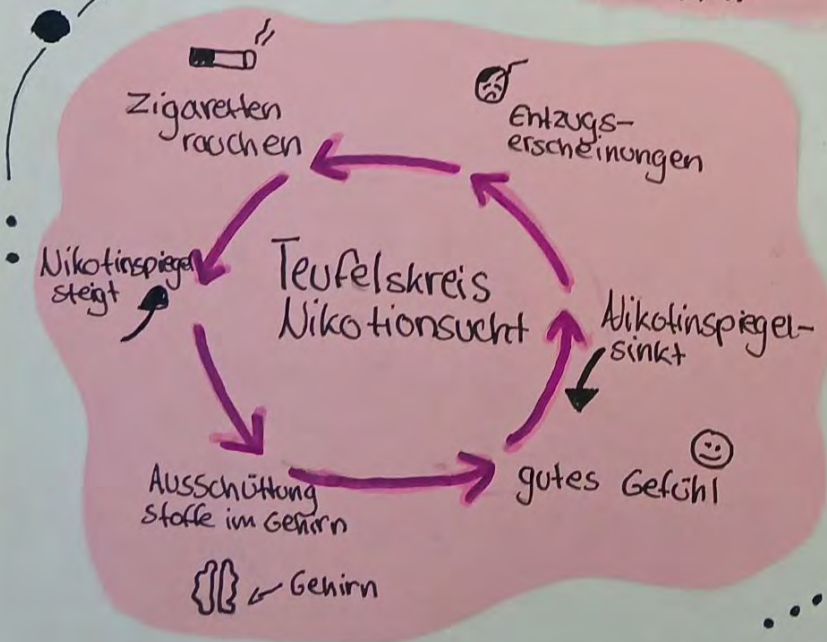 Zigaretten
rauchen
Entzugs-
erscheinungen
Nikotinspiegel
steigt
Teufelskreis
Nikotionsucht
Nikotinspiegel-
sinkt
Ausschüttung
Stoffe im Gehirn
gutes Gefühl
Gehirn